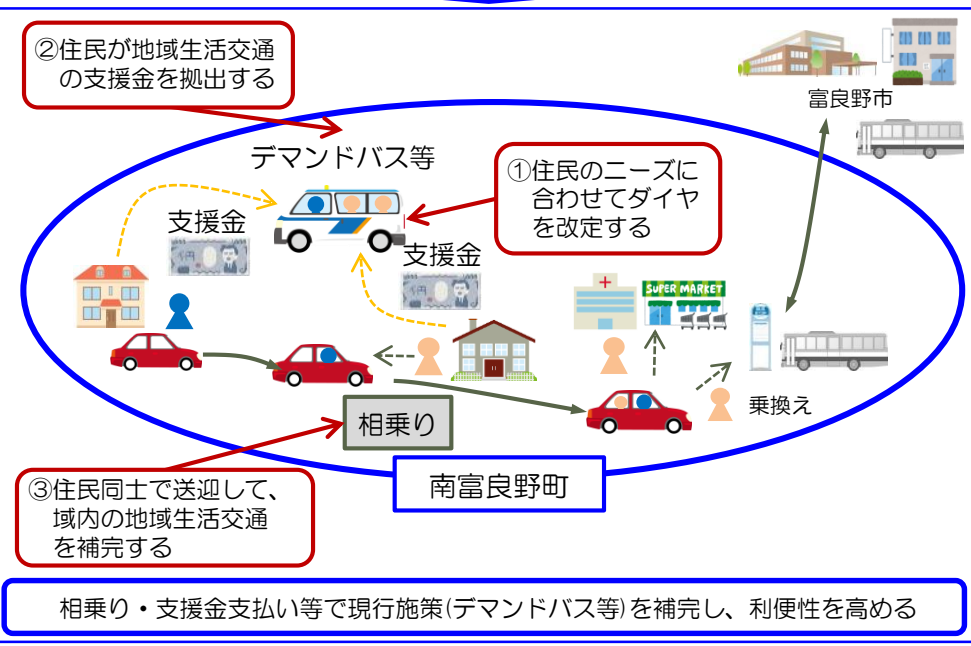 ②住民が地域生活交通
の支援金を拠出する
富良野市
デマンドバス等
①住民のニーズに
合わせてダイヤ
を改定する
支援金
支援金
SUPER MARKET
乗換え
相乗り
南富良野町
③住民同士で送迎して、
域内の地域生活交通
を補完する
相乗り・支援金支払い等で現行施策(デマンドバス等)を補完し、利便性を高める